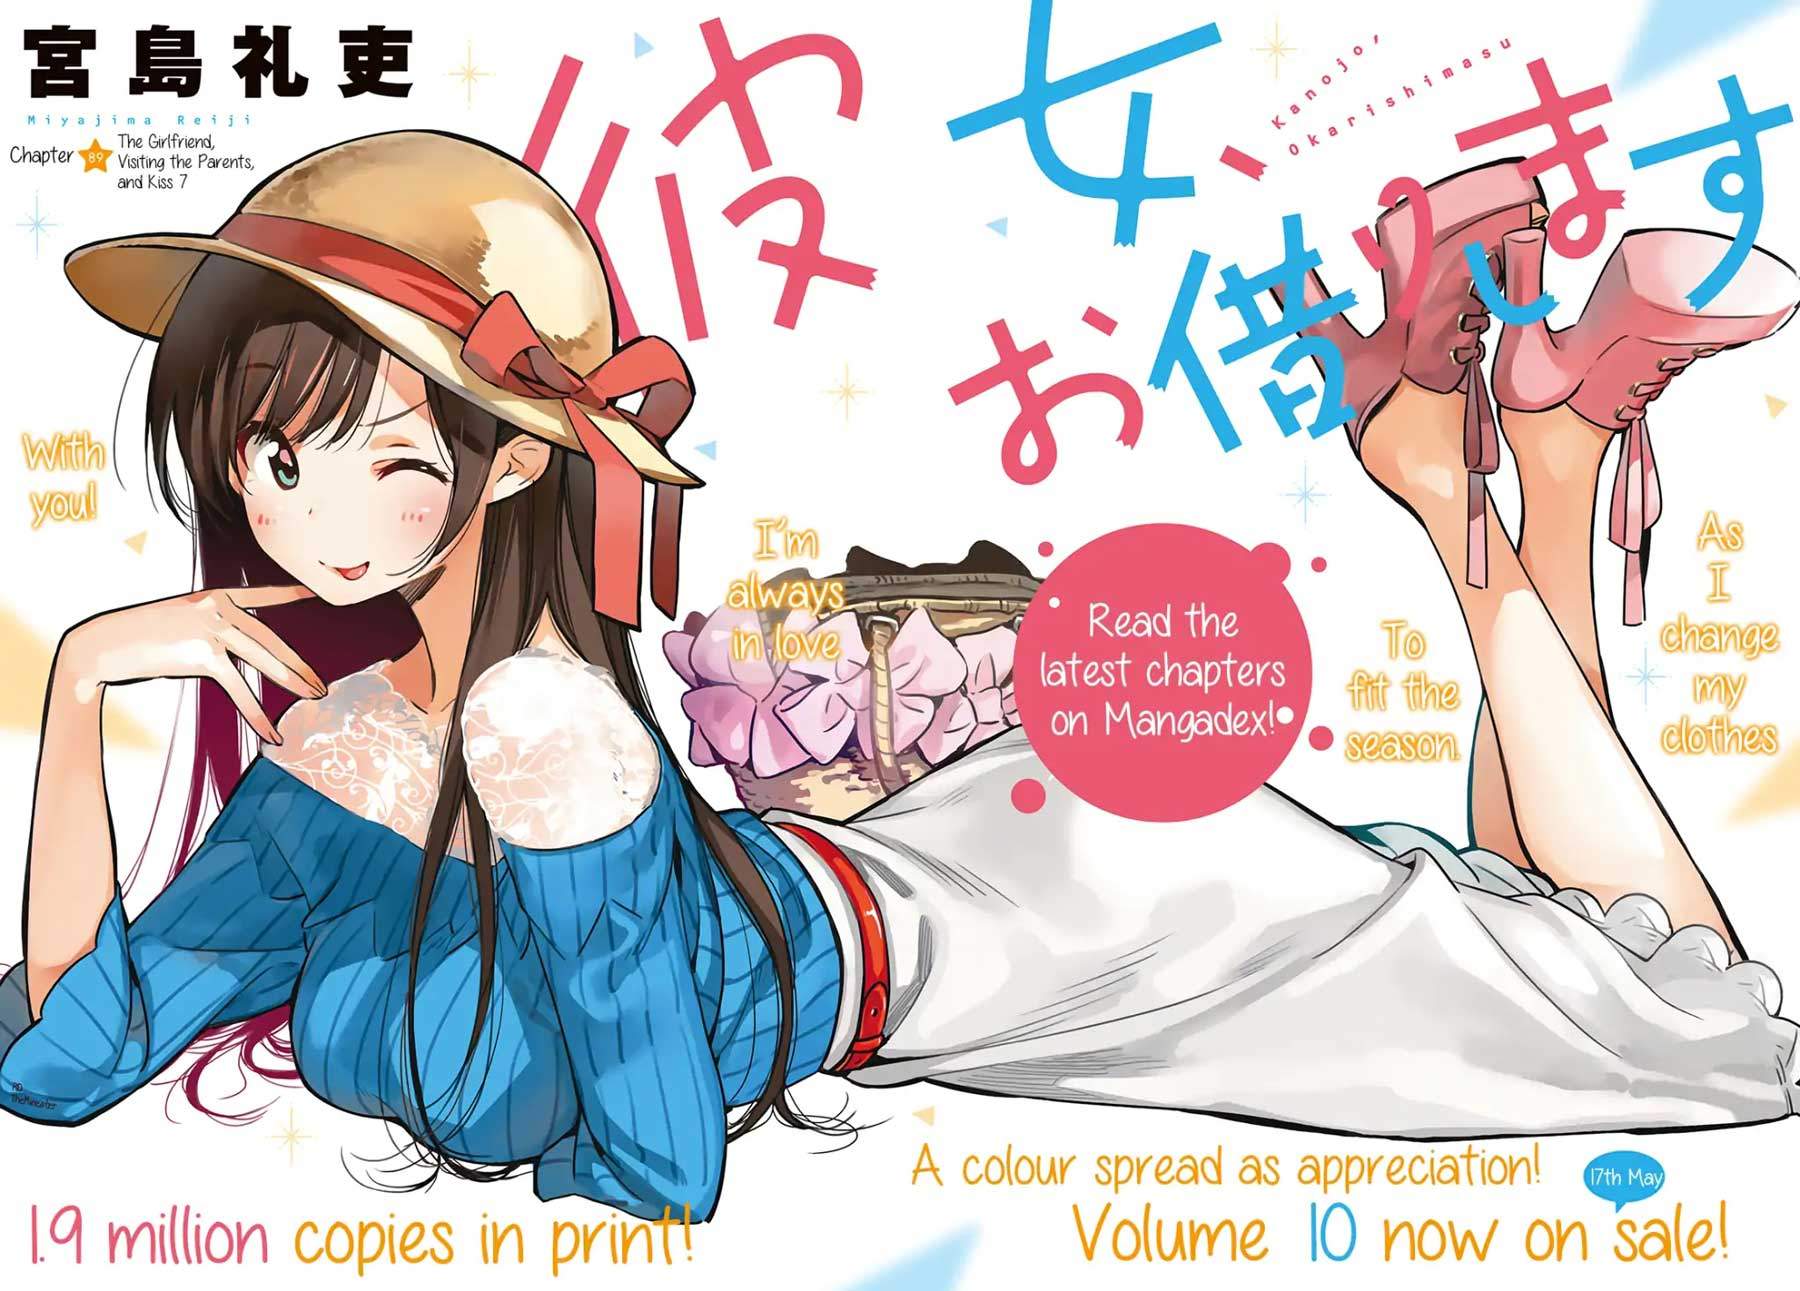 宮島礼吏
Miyajima Reiji
Chapter 89
The Girlfriend,
Visiting the Parents,
and Kiss 7
彼女、
お借りします
Kanojo,
Okarishimasu
As
I
change
my
clothes
To
fit the
season.
I'm
always
in love
With
you!
Read the
latest chapters
on Mangadex!
A colour spread as appreciation!
17th May
Volume 10 now on sale!
1.9 million copies in print!